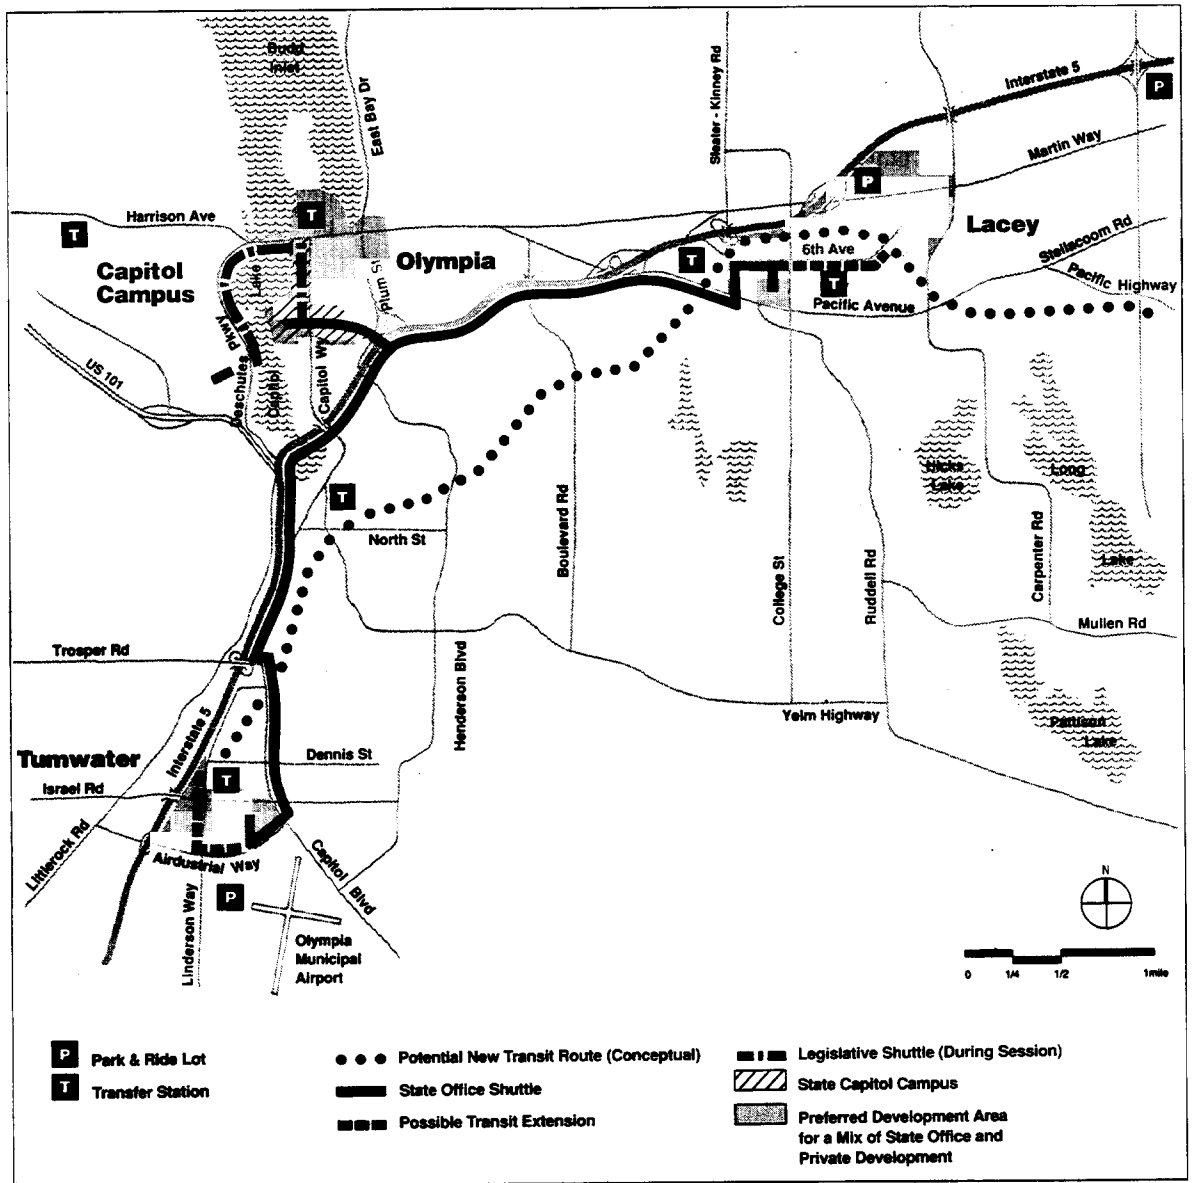 Budd
Inlet
East Bay Dr
Sleater - Kinney Rd
Interstate 5
P
Martin Way
P
Harrison Ave
T
T
Lacey
Steilacoom Rd
Capitol
Campus
Lake
Olympia
Plum St
T
6th Ave
T
Pacific Highway
Pacific Avenue
US 101
Pkwy
Deschutes
Capitol
Capitol Wy
Hicks
Lake
Long
Lake
T
North St
Boulevard Rd
College St
Ruddell Rd
Carpenter Rd
Mullen Rd
Trosper Rd
Henderson Blvd
Yelm Highway
Pattison
Lake
Interstate 5
Tumwater
Dennis St
T
Israel Rd
Littlerock Rd
Airdustrial Way
Capitol Blvd
P
Linderson Way
Olympia
Municipal
Airport
N
0 1/4 1/2 1 mile
P Park & Ride Lot
T Transfer Station
Potential New Transit Route (Conceptual)
State Office Shuttle
Possible Transit Extension
Legislative Shuttle (During Session)
State Capitol Campus
Preferred Development Area
for a Mix of State Office and
Private Development